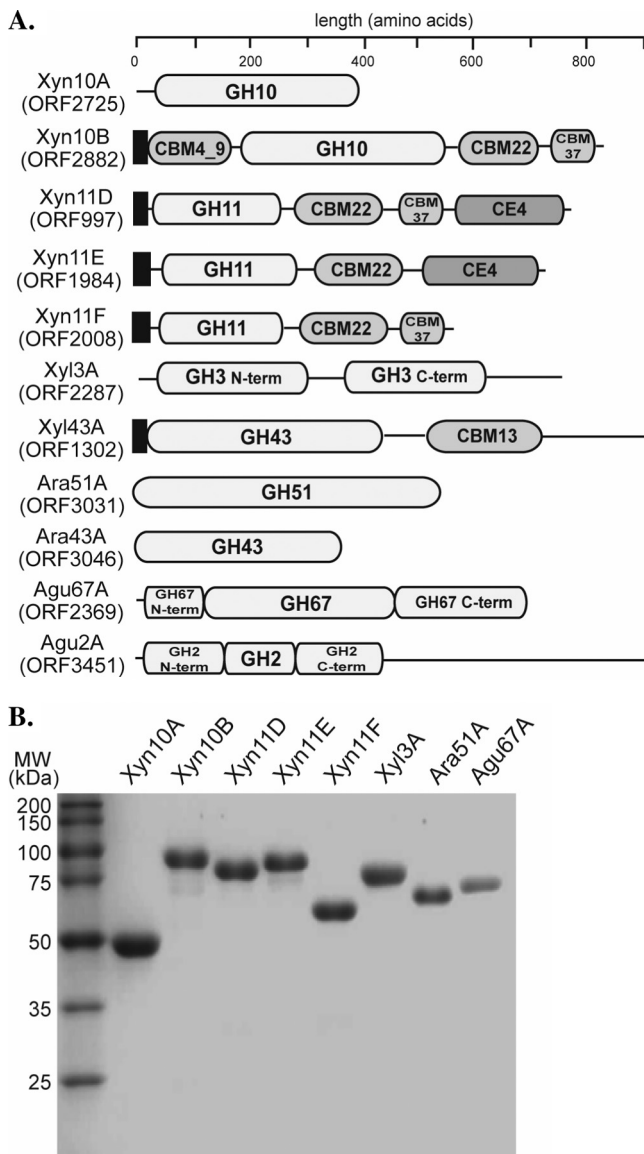 A.
length (amino acids)
0 200 400 600 800
Xyn10A
(ORF2725)
GH10
Xyn10B
(ORF2882)
CBM4_9 GH10 CBM22 CBM
37
Xyn11D
(ORF997)
GH11 CBM22 CBM
37 CE4
Xyn11E
(ORF1984)
GH11 CBM22 CE4
Xyn11F
(ORF2008)
GH11 CBM22 CBM
37
Xyl3A
(ORF2287)
GH3 N-term GH3 C-term
Xyl43A
(ORF1302)
GH43 CBM13
Ara51A
(ORF3031)
GH51
Ara43A
(ORF3046)
GH43
Agu67A
(ORF2369)
GH67
N-term GH67 GH67 C-term
Agu2A
(ORF3451)
GH2
N-term GH2 GH2
C-term
B.
MW
(kDa)
Xyn10A Xyn10B Xyn11D Xyn11E Xyn11F Xyl3A Ara51A Agu67A
200
150
100
75
50
35
25